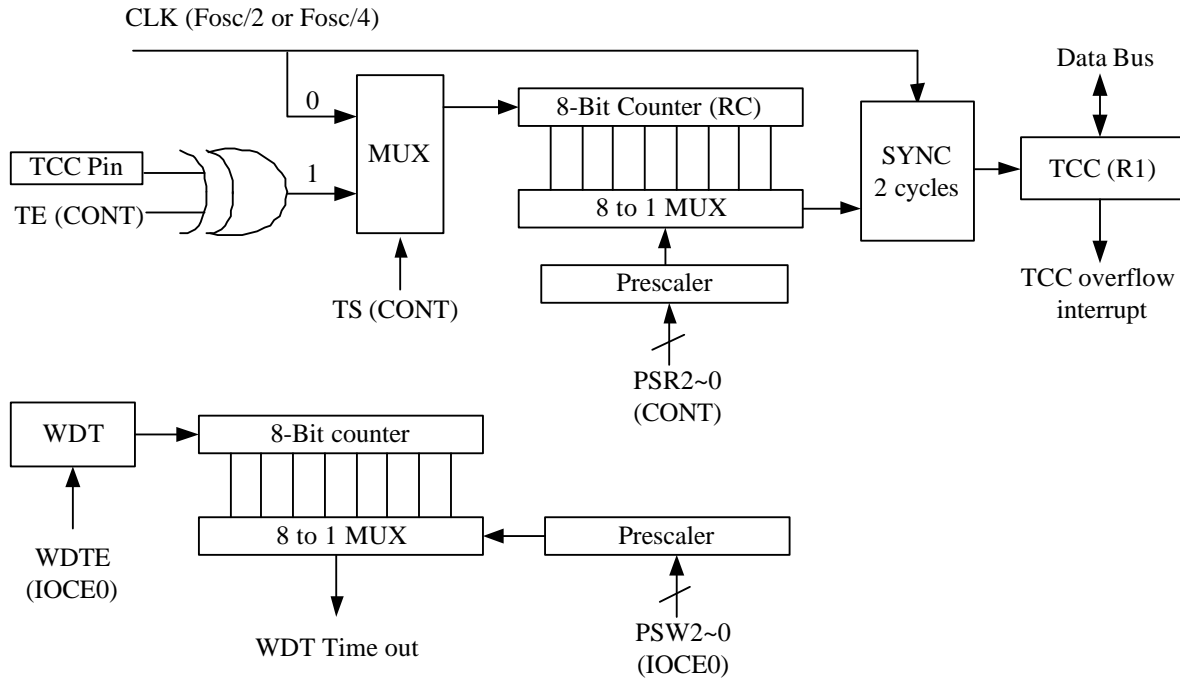 CLK (Fosc/2 or Fosc/4)
Data Bus
0
8-Bit Counter (RC)
MUX
SYNC
2 cycles
TCC (R1)
TCC Pin
1
TE (CONT)
8 to 1 MUX
Prescaler
TCC overflow
interrupt
TS (CONT)
PSR2~0
(CONT)
WDT
8-Bit counter
8 to 1 MUX
Prescaler
WDTE
(IOCE0)
WDT Time out
PSW2~0
(IOCE0)